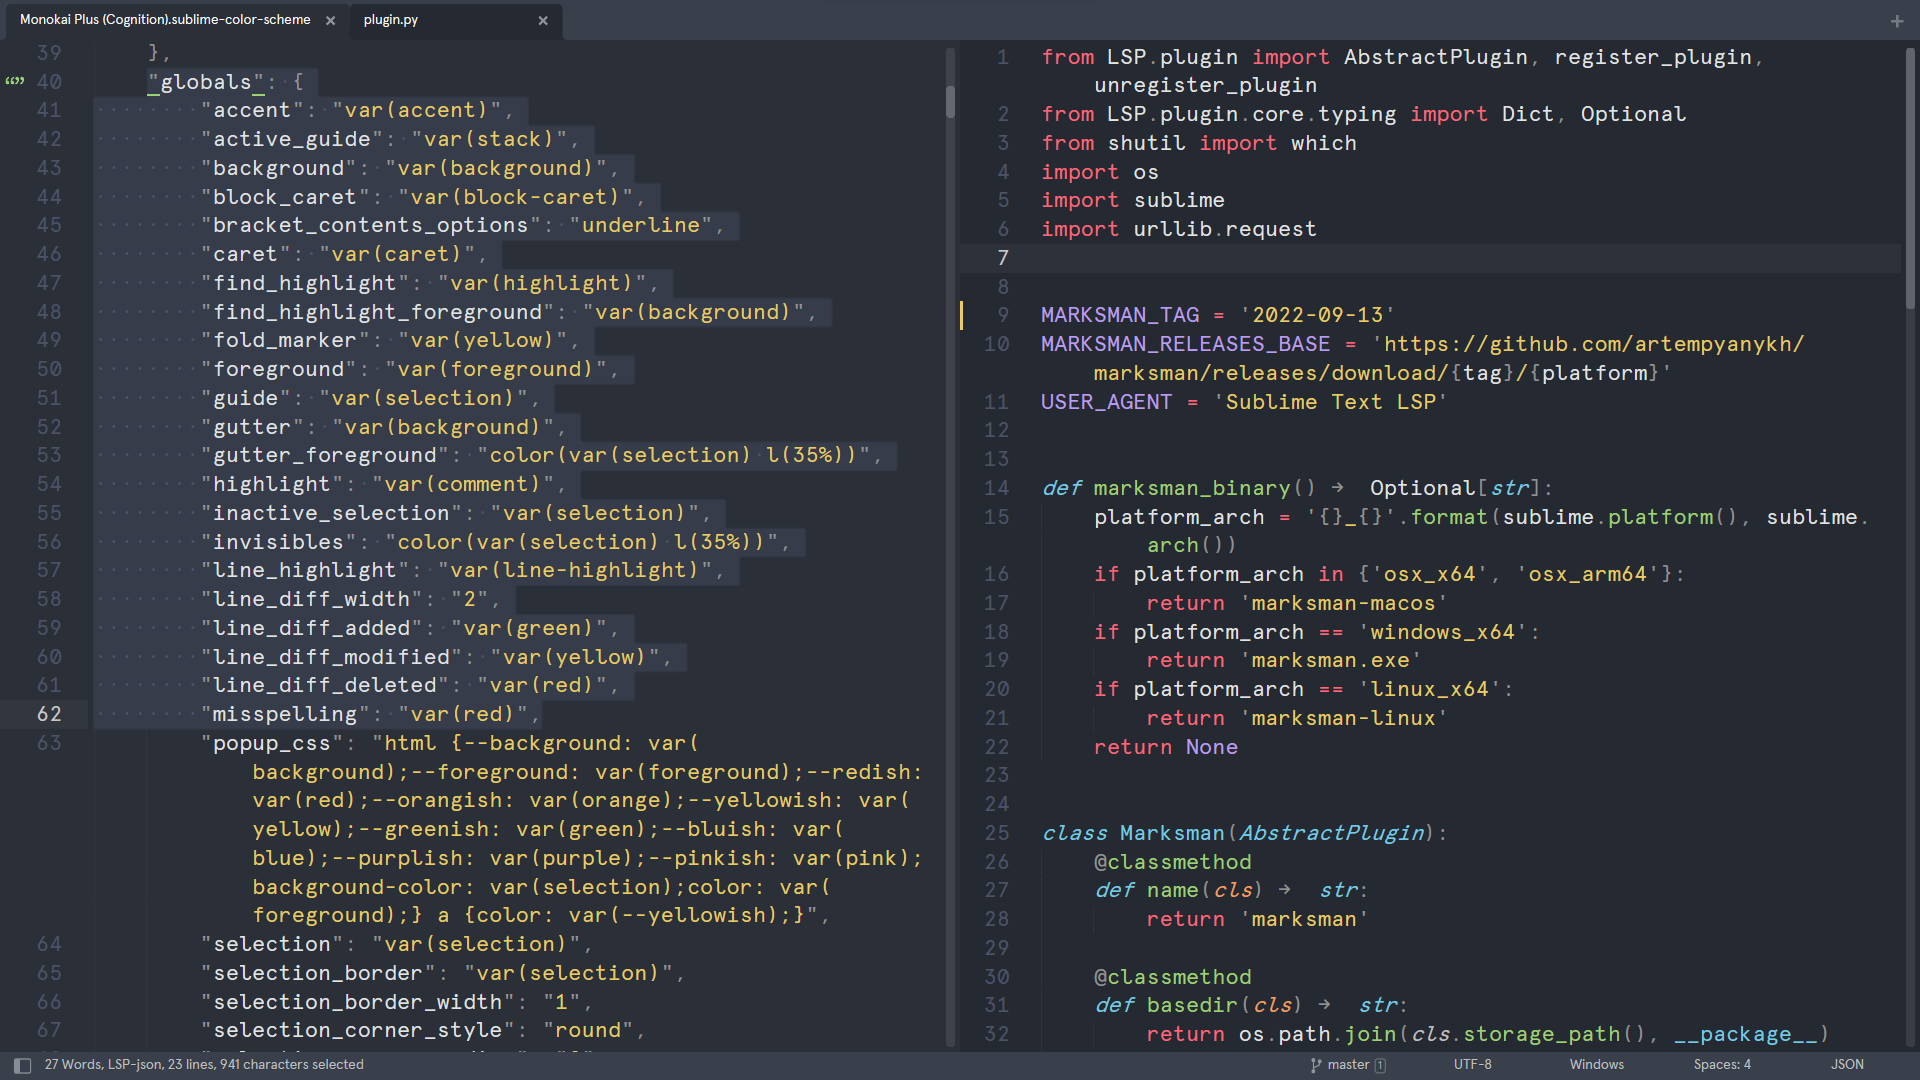 Monokai Plus (Cognition).sublime-color-scheme
plugin.py
39 },
40 "globals": {
41 "accent": "var(accent)",
42 "active_guide": "var(stack)",
43 "background": "var(background)",
44 "block_caret": "var(block-caret)",
45 "bracket_contents_options": "underline",
46 "caret": "var(caret)",
47 "find_highlight": "var(highlight)",
48 "find_highlight_foreground": "var(background)",
49 "fold_marker": "var(yellow)",
50 "foreground": "var(foreground)",
51 "guide": "var(selection)",
52 "gutter": "var(background)",
53 "gutter_foreground": "color(var(selection) l(35%))",
54 "highlight": "var(comment)",
55 "inactive_selection": "var(selection)",
56 "invisibles": "color(var(selection) l(35%))",
57 "line_highlight": "var(line-highlight)",
58 "line_diff_width": "2",
59 "line_diff_added": "var(green)",
60 "line_diff_modified": "var(yellow)",
61 "line_diff_deleted": "var(red)",
62 "misspelling": "var(red)",
63 "popup_css": "html {--background: var(
background);--foreground: var(foreground);--redish:
var(red);--orangish: var(orange);--yellowish: var(
yellow);--greenish: var(green);--bluish: var(
blue);--purplish: var(purple);--pinkish: var(pink);
background-color: var(selection);color: var(
foreground);} a {color: var(--yellowish);}",
64 "selection": "var(selection)",
65 "selection_border": "var(selection)",
66 "selection_border_width": "1",
67 "selection_corner_style": "round",
1 from LSP.plugin import AbstractPlugin, register_plugin,
unregister_plugin
2 from LSP.plugin.core.typing import Dict, Optional
3 from shutil import which
4 import os
5 import sublime
6 import urllib.request
7
8
9 MARKSMAN_TAG = '2022-09-13'
10 MARKSMAN_RELEASES_BASE = 'https://github.com/artempyanykh/
marksman/releases/download/{tag}/{platform}'
11 USER_AGENT = 'Sublime Text LSP'
12
13
14 def marksman_binary() → Optional[str]:
15 platform_arch = '{}_{}'.format(sublime.platform(), sublime.
arch())
16 if platform_arch in {'osx_x64', 'osx_arm64'}:
17 return 'marksman-macos'
18 if platform_arch == 'windows_x64':
19 return 'marksman.exe'
20 if platform_arch == 'linux_x64':
21 return 'marksman-linux'
22 return None
23
24
25 class Marksman(AbstractPlugin):
26 @classmethod
27 def name(cls) → str:
28 return 'marksman'
29
30 @classmethod
31 def basedir(cls) → str:
32 return os.path.join(cls.storage_path(), __package__)
27 Words, LSP-json, 23 lines, 941 characters selected
master 1
UTF-8
Windows
Spaces: 4
JSON